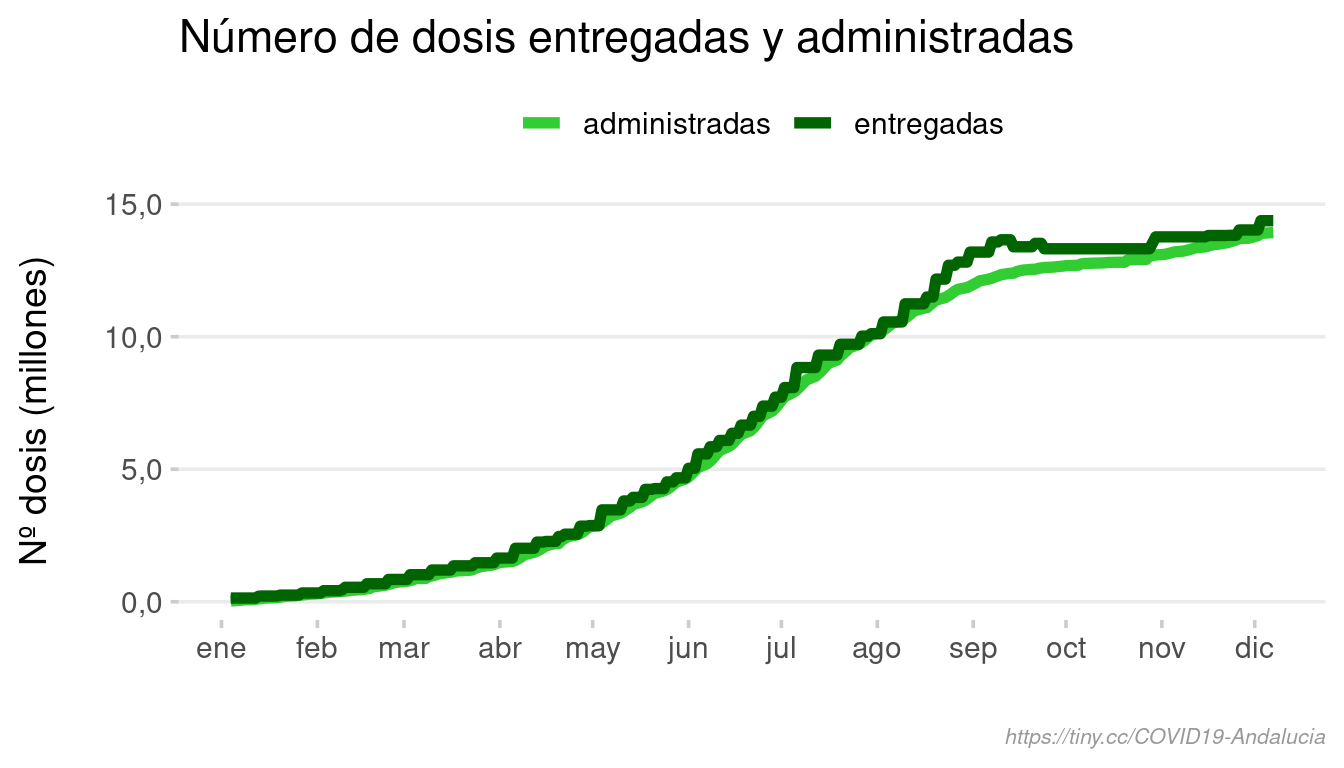 Número de dosis entregadas y administradas
administradas entregadas
Nº dosis (millones)
15,0
10,0
5,0
0,0
ene feb mar abr may jun jul ago sep oct nov dic
https://tiny.cc/COVID19-Andalucia